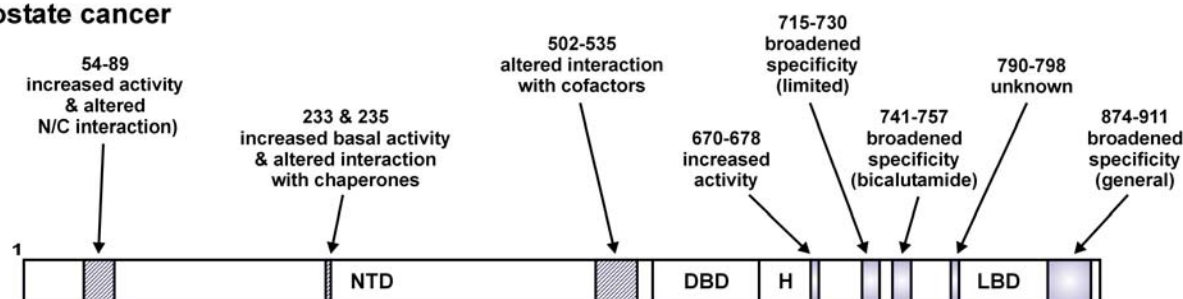 ostate cancer
54-89
increased activity
& altered
N/C interaction)
233 & 235
increased basal activity
& altered interaction
with chaperones
502-535
altered interaction
with cofactors
670-678
increased
activity
715-730
broadened
specificity
(limited)
741-757
broadened
specificity
(bicalutamide)
790-798
unknown
874-911
broadened
specificity
(general)
1
NTD
DBD
H
LBD